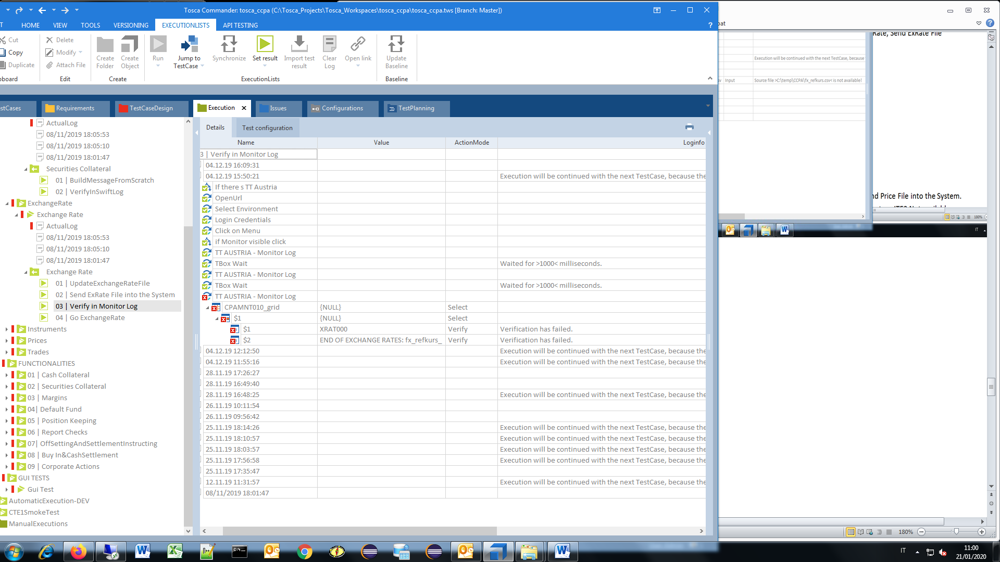 Tosca Commander: tosca_ccpa (C:\Tosca_Projects\Tosca_Workspaces\tosca_ccpa\tosca_ccpa.tws [Branch: Master])
HOME VIEW TOOLS VERSIONING EXECUTIONLISTS API TESTING
Cut
Copy
Duplicate
Delete
Modify
Attach File
Edit
Create Folder
Create Object
Create
Run
Jump to TestCase
Synchronize
Set result
Import test result
Clear Log
Open link
ExecutionLists
Update Baseline
Baseline
Requirements
TestCaseDesign
Execution
Issues
Configurations
TestPlanning
ActualLog
08/11/2019 18:05:53
08/11/2019 18:05:10
08/11/2019 18:01:47
Securities Collateral
01 | BuildMessageFromScratch
02 | VerifyInSwiftLog
ExchangeRate
Exchange Rate
ActualLog
08/11/2019 18:05:53
08/11/2019 18:05:10
08/11/2019 18:01:47
Exchange Rate
01 | UpdateExchangeRateFile
02 | Send ExRate File into the System
03 | Verify in Monitor Log
04 | Go ExchangeRate
Instruments
Prices
Trades
FUNCTIONALITIES
01 | Cash Collateral
02 | Securities Collateral
03 | Margins
04| Default Fund
05 | Position Keeping
06 | Report Checks
07| OffSettingAndSettlementInstructing
08 | Buy In&CashSettlement
09 | Corporate Actions
GUI TESTS
Gui Test
AutomaticExecution-DEV
CTE1SmokeTest
ManualExecutions
Details Test configuration
Name Value ActionMode Loginfo
3 | Verify in Monitor Log
04.12.19 16:09:31
04.12.19 15:50:21 Execution will be continued with the next TestCase, because the
If there s TT Austria
OpenUrl
Select Environment
Login Credentials
Click on Menu
if Monitor visible click
TT AUSTRIA - Monitor Log
TBox Wait Waited for >1000< milliseconds.
TT AUSTRIA - Monitor Log
TBox Wait Waited for >1000< milliseconds.
TT AUSTRIA - Monitor Log
CPAMNT010_grid {NULL} Select
$1 {NULL} Select
$1 XRAT000 Verify Verification has failed.
$2 END OF EXCHANGE RATES: fx_refkurs_ Verify Verification has failed.
04.12.19 12:12:50 Execution will be continued with the next TestCase, because the
04.12.19 11:55:16 Execution will be continued with the next TestCase, because the
28.11.19 17:26:27
28.11.19 16:49:40
28.11.19 16:48:25 Execution will be continued with the next TestCase, because the
26.11.19 10:11:54
26.11.19 09:56:42
25.11.19 18:14:26 Execution will be continued with the next TestCase, because the
25.11.19 18:10:57 Execution will be continued with the next TestCase, because the
25.11.19 18:03:57 Execution will be continued with the next TestCase, because the
25.11.19 17:56:58 Execution will be continued with the next TestCase, because the
25.11.19 17:35:47
12.11.19 11:31:57 Execution will be continued with the next TestCase, because the
08/11/2019 18:01:47
Rate, Send ExRate File
Execution will be continued with the next TestCase, because
Input Source file >C:\temp\CCPA\fx_refkurs.csv< is not available!
nd Price File into the System.
180%
IT
180%
IT
11:00
21/01/2020